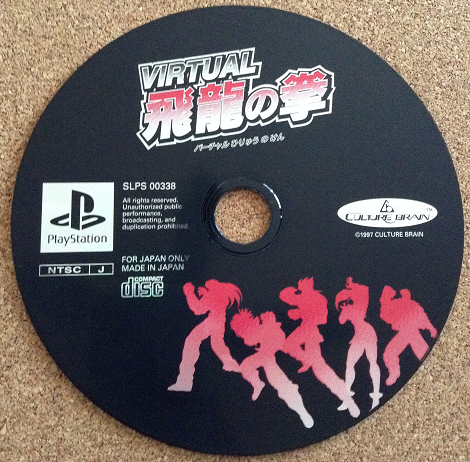 VIRTUAL
飛龍の拳
バーチャル ひりゅう の けん
SLPS 00338
All rights reserved.
Unauthorized public
performance,
broadcasting, and
duplication prohibited.
PlayStation
NTSC J
FOR JAPAN ONLY
MADE IN JAPAN
COMPACT
disc
CULTURE BRAIN™
©1997 CULTURE BRAIN